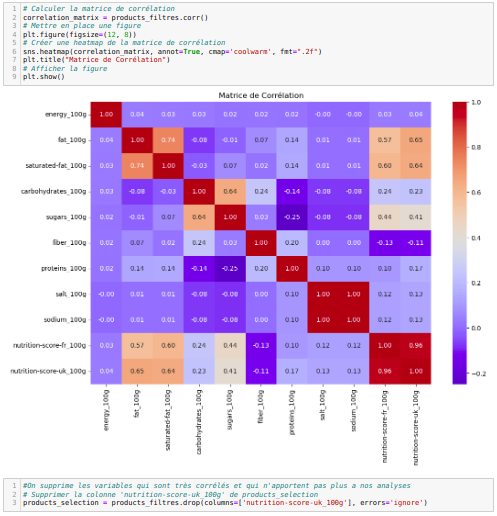 1 # Calculer la matrice de corrélation
2 correlation_matrix = products_filtres.corr()
3 # Mettre en place une figure
4 plt.figure(figsize=(12, 8))
5 # Créer une heatmap de la matrice de corrélation
6 sns.heatmap(correlation_matrix, annot=True, cmap='coolwarm', fmt=".2f")
7 plt.title("Matrice de Corrélation")
8 # Afficher la figure
9 plt.show()
Matrice de Corrélation
energy_100g 1.00 0.04 0.03 0.03 0.02 0.02 0.02 -0.00 -0.00 0.03 0.04
fat_100g 0.04 1.00 0.74 -0.08 -0.01 0.07 0.14 0.01 0.01 0.57 0.65
saturated-fat_100g 0.03 0.74 1.00 -0.03 0.07 0.02 0.14 0.01 0.01 0.60 0.64
carbohydrates_100g 0.03 -0.08 -0.03 1.00 0.64 0.24 -0.14 -0.08 -0.08 0.24 0.23
sugars_100g 0.02 -0.01 0.07 0.64 1.00 0.03 -0.25 -0.08 -0.08 0.44 0.41
fiber_100g 0.02 0.07 0.02 0.24 0.03 1.00 0.20 0.00 0.00 -0.13 -0.11
proteins_100g 0.02 0.14 0.14 -0.14 -0.25 0.20 1.00 0.10 0.10 0.10 0.17
salt_100g -0.00 0.01 0.01 -0.08 -0.08 0.00 0.10 1.00 1.00 0.12 0.13
sodium_100g -0.00 0.01 0.01 -0.08 -0.08 0.00 0.10 1.00 1.00 0.12 0.13
nutrition-score-fr_100g 0.03 0.57 0.60 0.24 0.44 -0.13 0.10 0.12 0.12 1.00 0.96
nutrition-score-uk_100g 0.04 0.65 0.64 0.23 0.41 -0.11 0.17 0.13 0.13 0.96 1.00
energy_100g
fat_100g
saturated-fat_100g
carbohydrates_100g
sugars_100g
fiber_100g
proteins_100g
salt_100g
sodium_100g
nutrition-score-fr_100g
nutrition-score-uk_100g
1.0
0.8
0.6
0.4
0.2
0.0
−0.2
1 #On supprime les variables qui sont très corrélés et qui n'apportent pas plus a nos analyses
2 # Supprimer la colonne 'nutrition-score-uk_100g' de products_selection
3 products_selection = products_filtres.drop(columns=['nutrition-score-uk_100g'], errors='ignore')